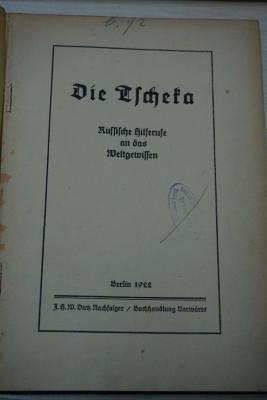 Die Tscheka
Russische Hilferufe
an das
Weltgewissen
Berlin 1922
J. H. W. Dietz Nachfolger / Buchhandlung Vorwärts